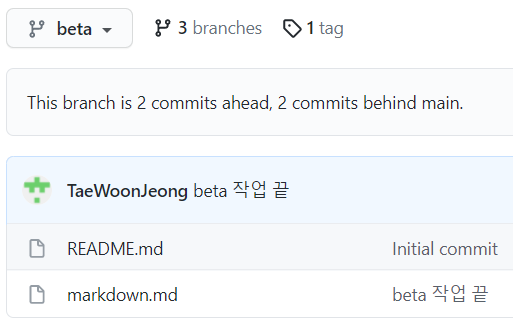 beta 3 branches 1 tag
This branch is 2 commits ahead, 2 commits behind main.
TaeWoonJeong beta 작업 끝
README.md Initial commit
markdown.md beta 작업 끝